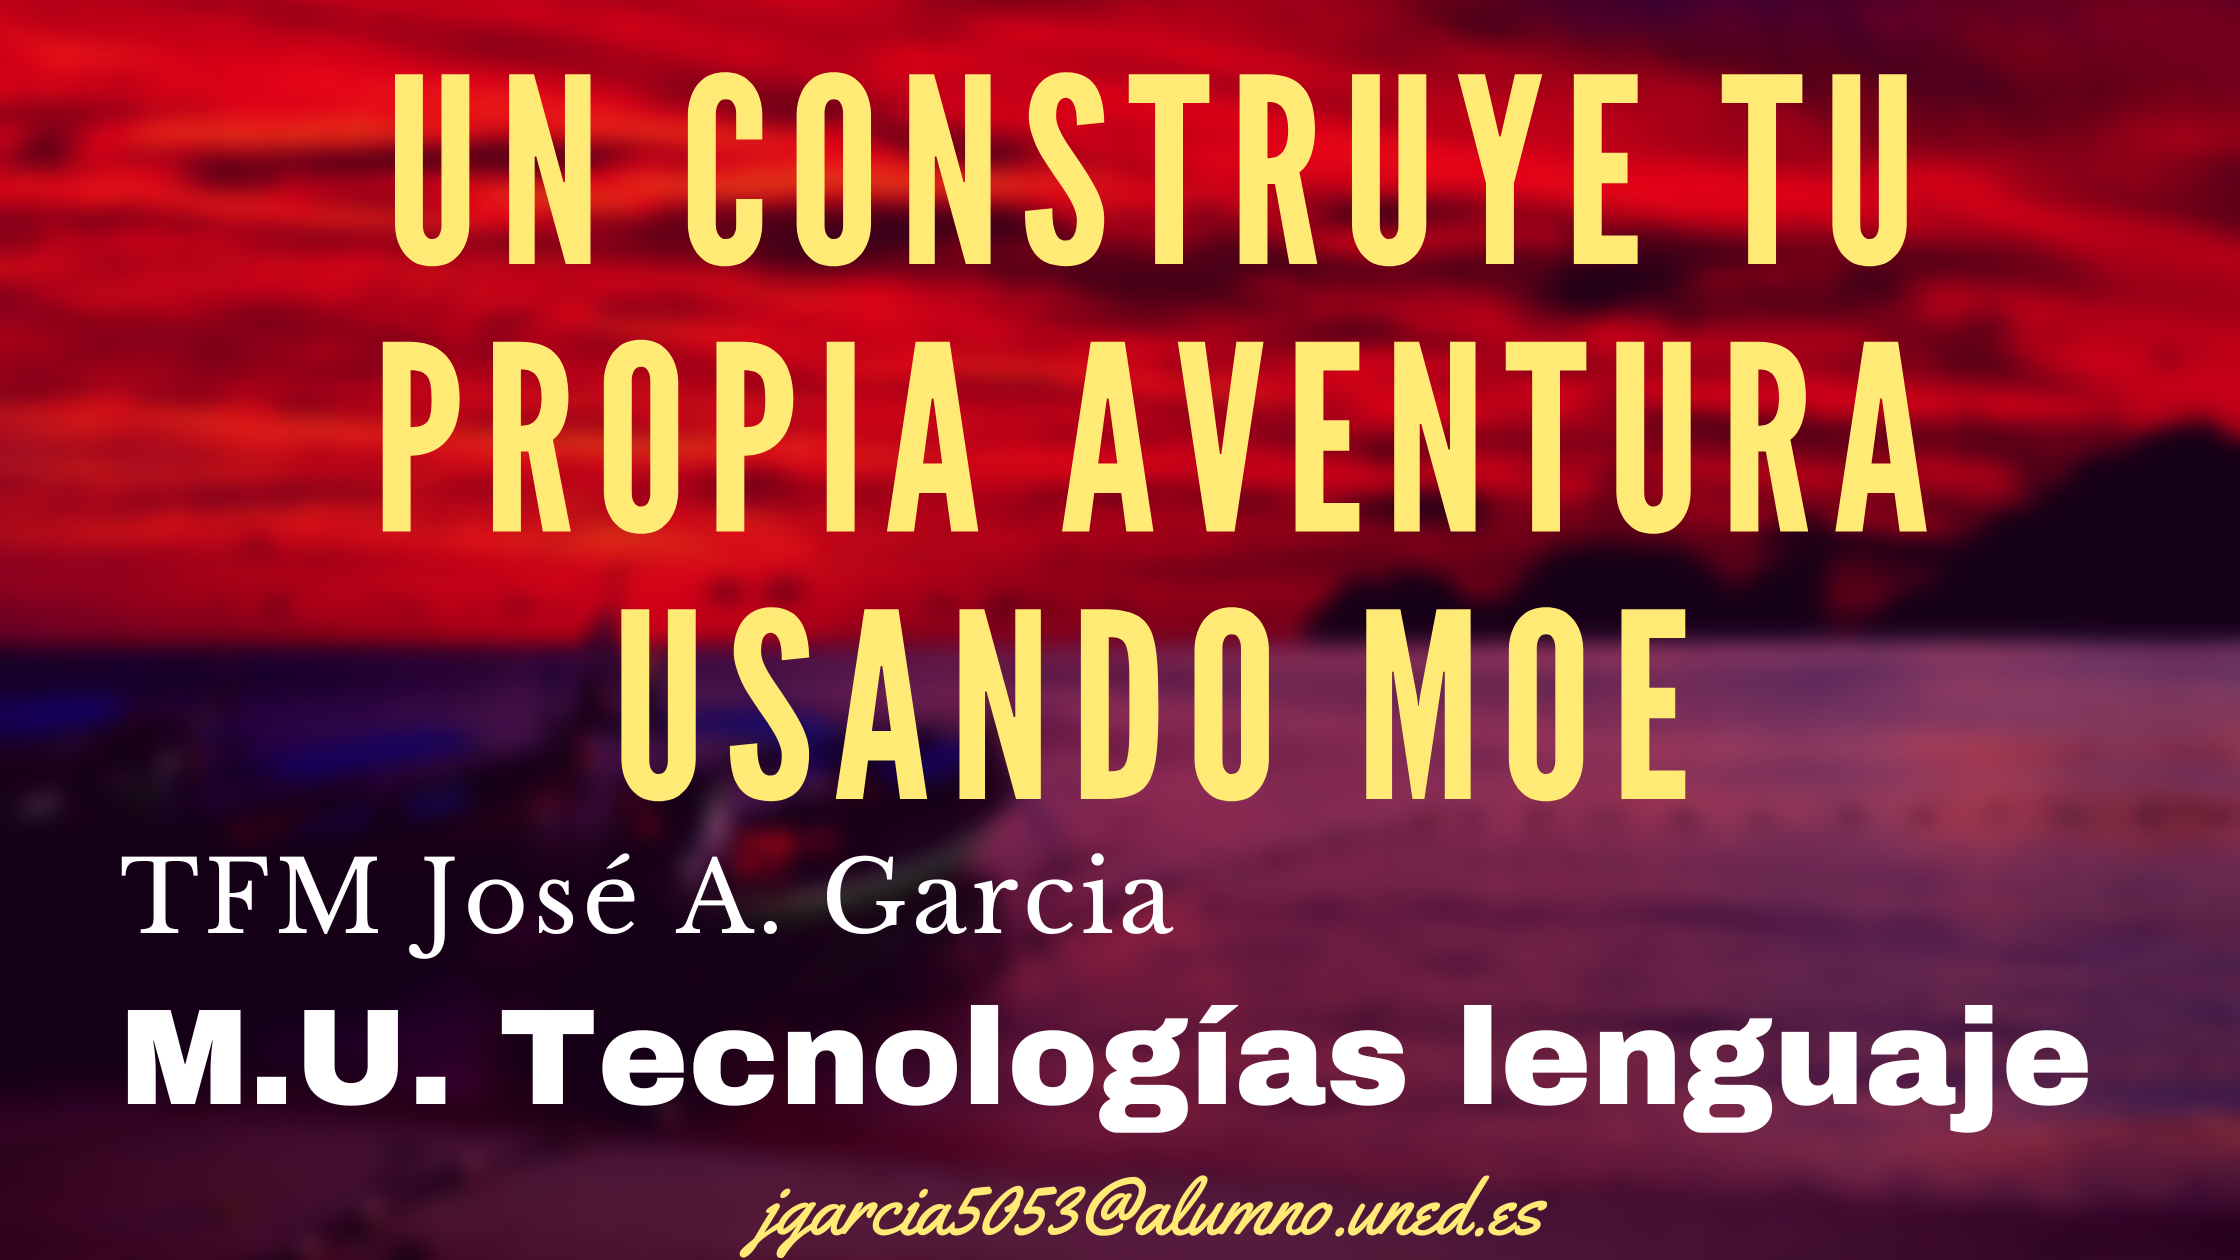 UN CONSTRUYE TU
PROPIA AVENTURA
USANDO MOE
TFM José A. Garcia
M.U. Tecnologías lenguaje
jgarcia5053@alumno.uned.es